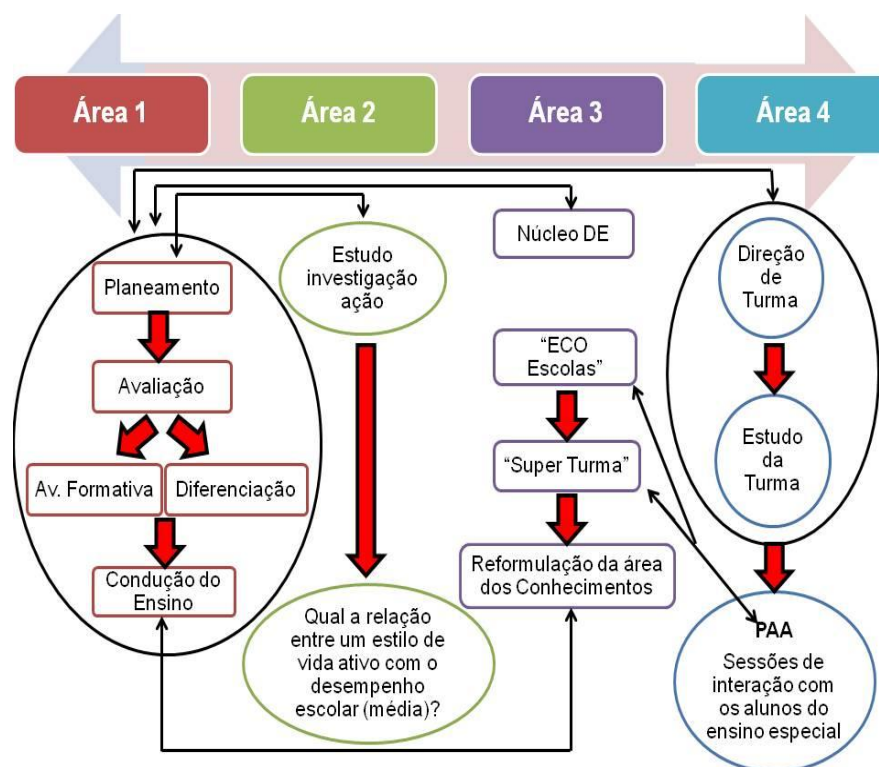 Área 1
Área 2
Área 3
Área 4
Planeamento
Avaliação
Av. Formativa
Diferenciação
Condução do
Ensino
Estudo
investigação
ação
Qual a relação
entre um estilo de
vida ativo com o
desempenho
escolar (média)?
Núcleo DE
“ECO
Escolas”
“Super Turma”
Reformulação da área
dos Conhecimentos
Direção
de
Turma
Estudo
da
Turma
PAA
Sessões de
interação com
os alunos do
ensino especial